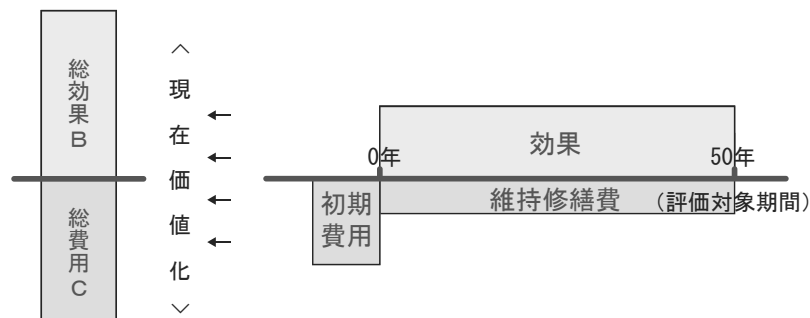 総効果B
総費用C
〈現在価値化〉
←
←
←
←
0年
効果
50年
初期
費用
維持修繕費
(評価対象期間)